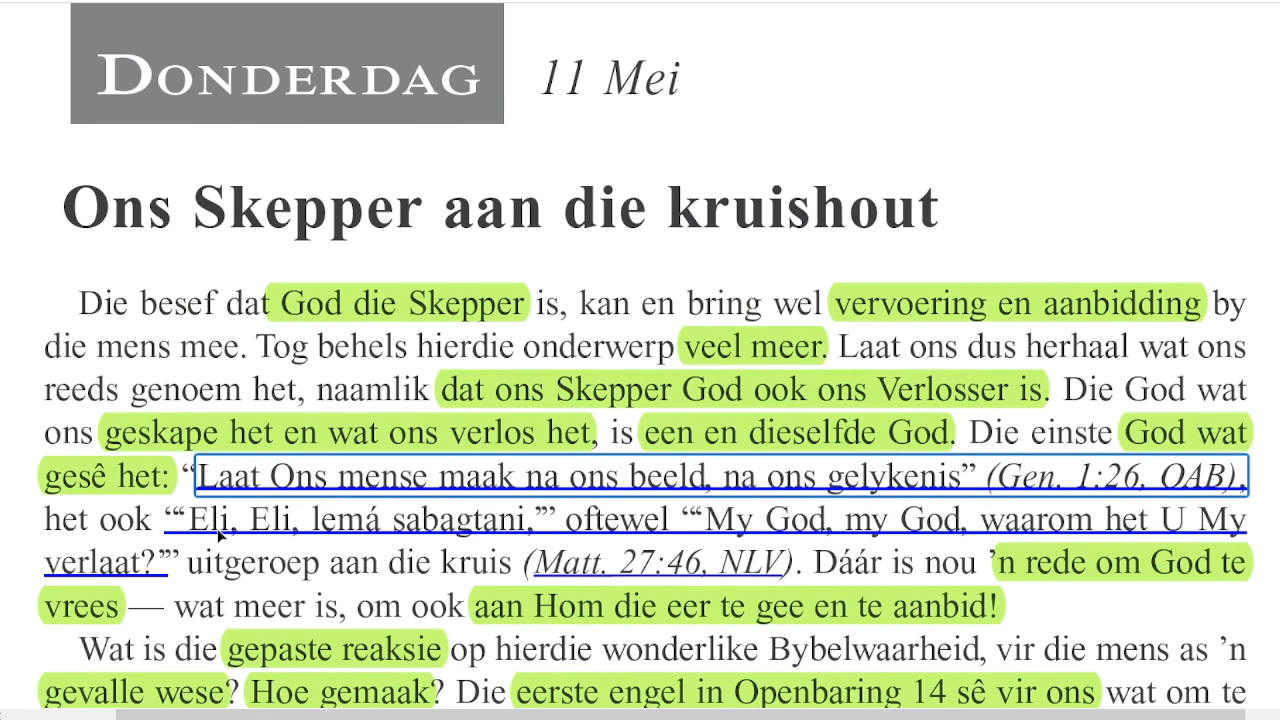 DONDERDAG 11 Mei
Ons Skepper aan die kruishout
Die besef dat God die Skepper is, kan en bring wel vervoering en aanbidding by
die mens mee. Tog behels hierdie onderwerp veel meer. Laat ons dus herhaal wat ons
reeds genoem het, naamlik dat ons Skepper God ook ons Verlosser is. Die God wat
ons geskape het en wat ons verlos het, is een en dieselfde God. Die einste God wat
gesê het: “Laat Ons mense maak na ons beeld, na ons gelykenis” (Gen. 1:26, OAB),
het ook “‘Eli, Eli, lemá sabagtani,’” oftewel “‘My God, my God, waarom het U My
verlaat?’” uitgeroep aan die kruis (Matt. 27:46, NLV). Dáár is nou ’n rede om God te
vrees — wat meer is, om ook aan Hom die eer te gee en te aanbid!
Wat is die gepaste reaksie op hierdie wonderlike Bybelwaarheid, vir die mens as ’n
gevalle wese? Hoe gemaak? Die eerste engel in Openbaring 14 sê vir ons wat om te